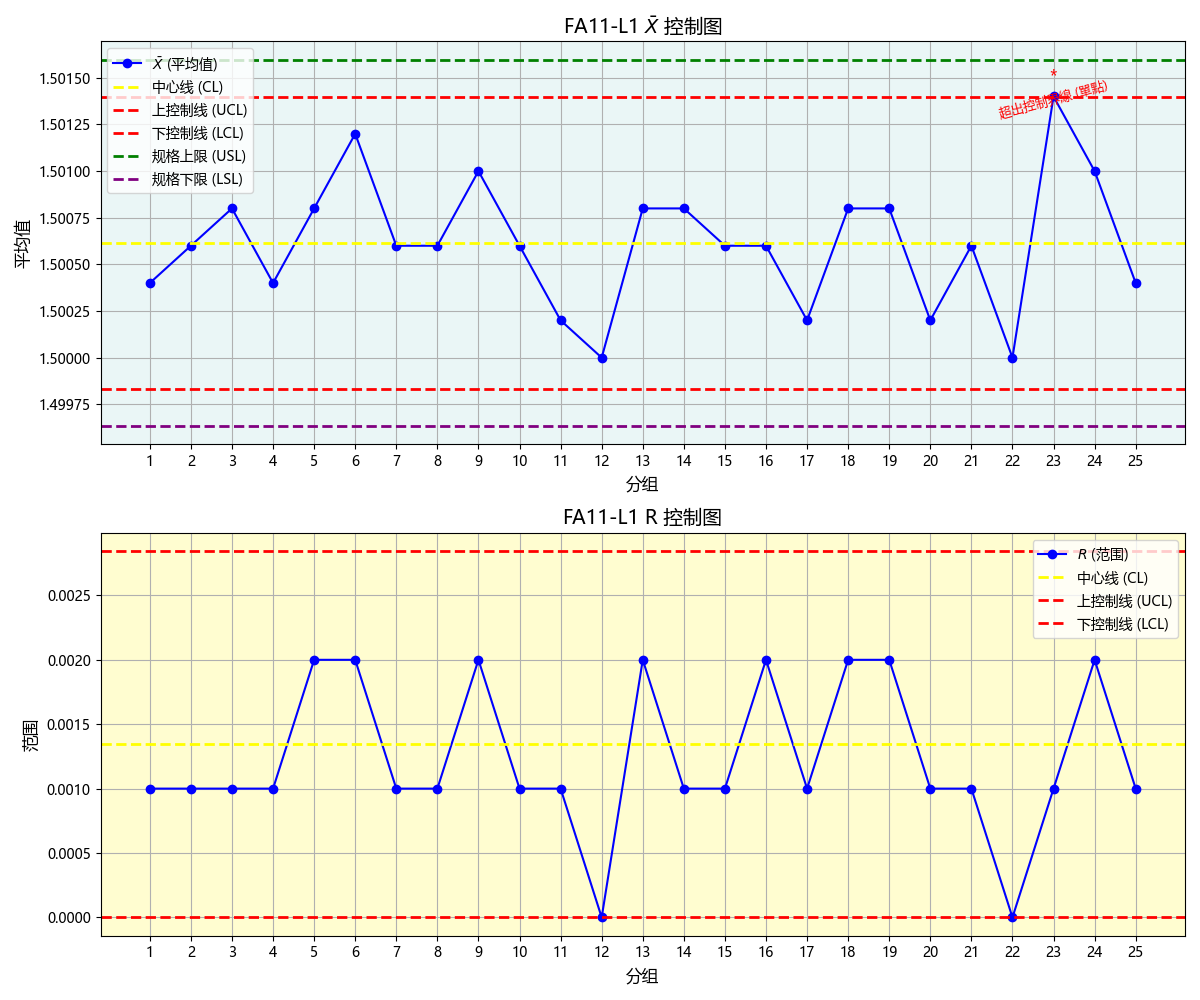 FA11-L1 X̄ 控制图
X̄ (平均值)
中心线 (CL)
上控制线 (UCL)
下控制线 (LCL)
规格上限 (USL)
规格下限 (LSL)
*
超出控制界線 (單點)
平均值
1.50150
1.50125
1.50100
1.50075
1.50050
1.50025
1.50000
1.49975
1 2 3 4 5 6 7 8 9 10 11 12 13 14 15 16 17 18 19 20 21 22 23 24 25
分组
FA11-L1 R 控制图
R (范围)
中心线 (CL)
上控制线 (UCL)
下控制线 (LCL)
范围
0.0025
0.0020
0.0015
0.0010
0.0005
0.0000
1 2 3 4 5 6 7 8 9 10 11 12 13 14 15 16 17 18 19 20 21 22 23 24 25
分组